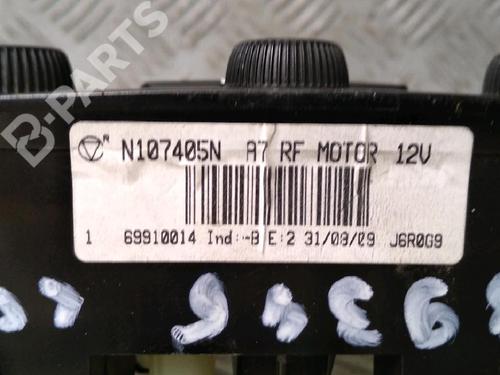 B-PARTS
N107405N A7 RF MOTOR 12V
1 69910014 Ind:-B E:2 31/08/09 J6R0G9